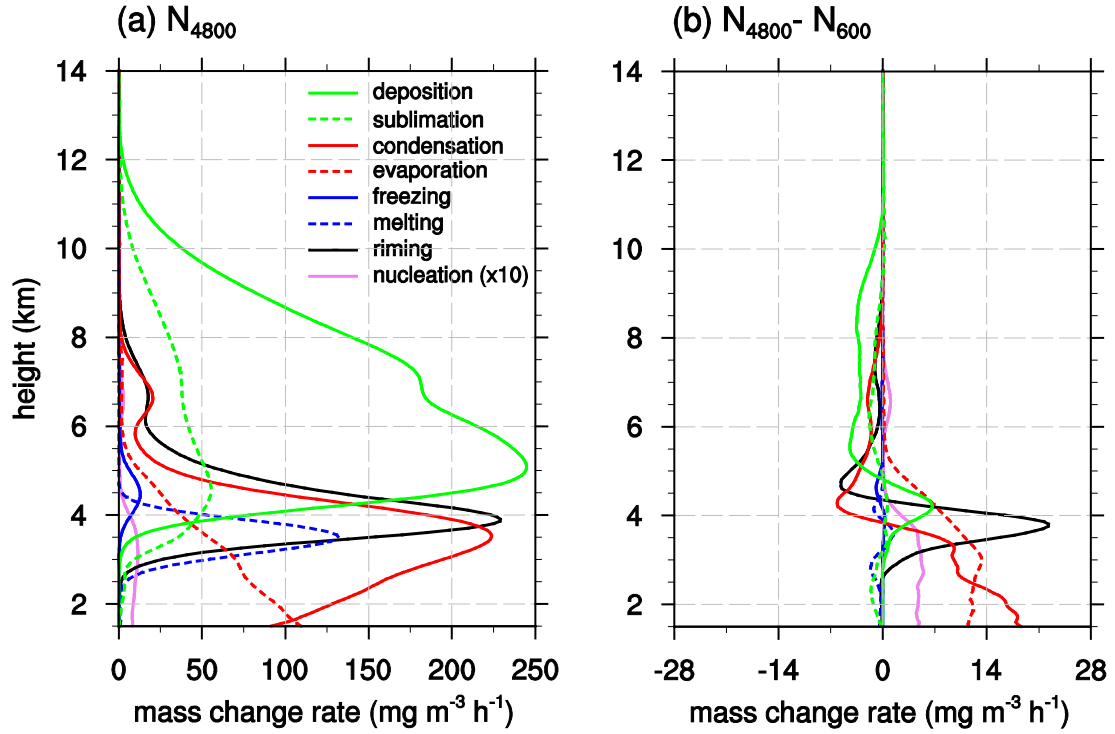 (a) N4800
(b) N4800- N600
height (km)
14
12
10
8
6
4
2
deposition
sublimation
condensation
evaporation
freezing
melting
riming
nucleation (x10)
0 50 100 150 200 250
mass change rate (mg m-3 h-1)
14
12
10
8
6
4
2
-28 -14 0 14 28
mass change rate (mg m-3 h-1)